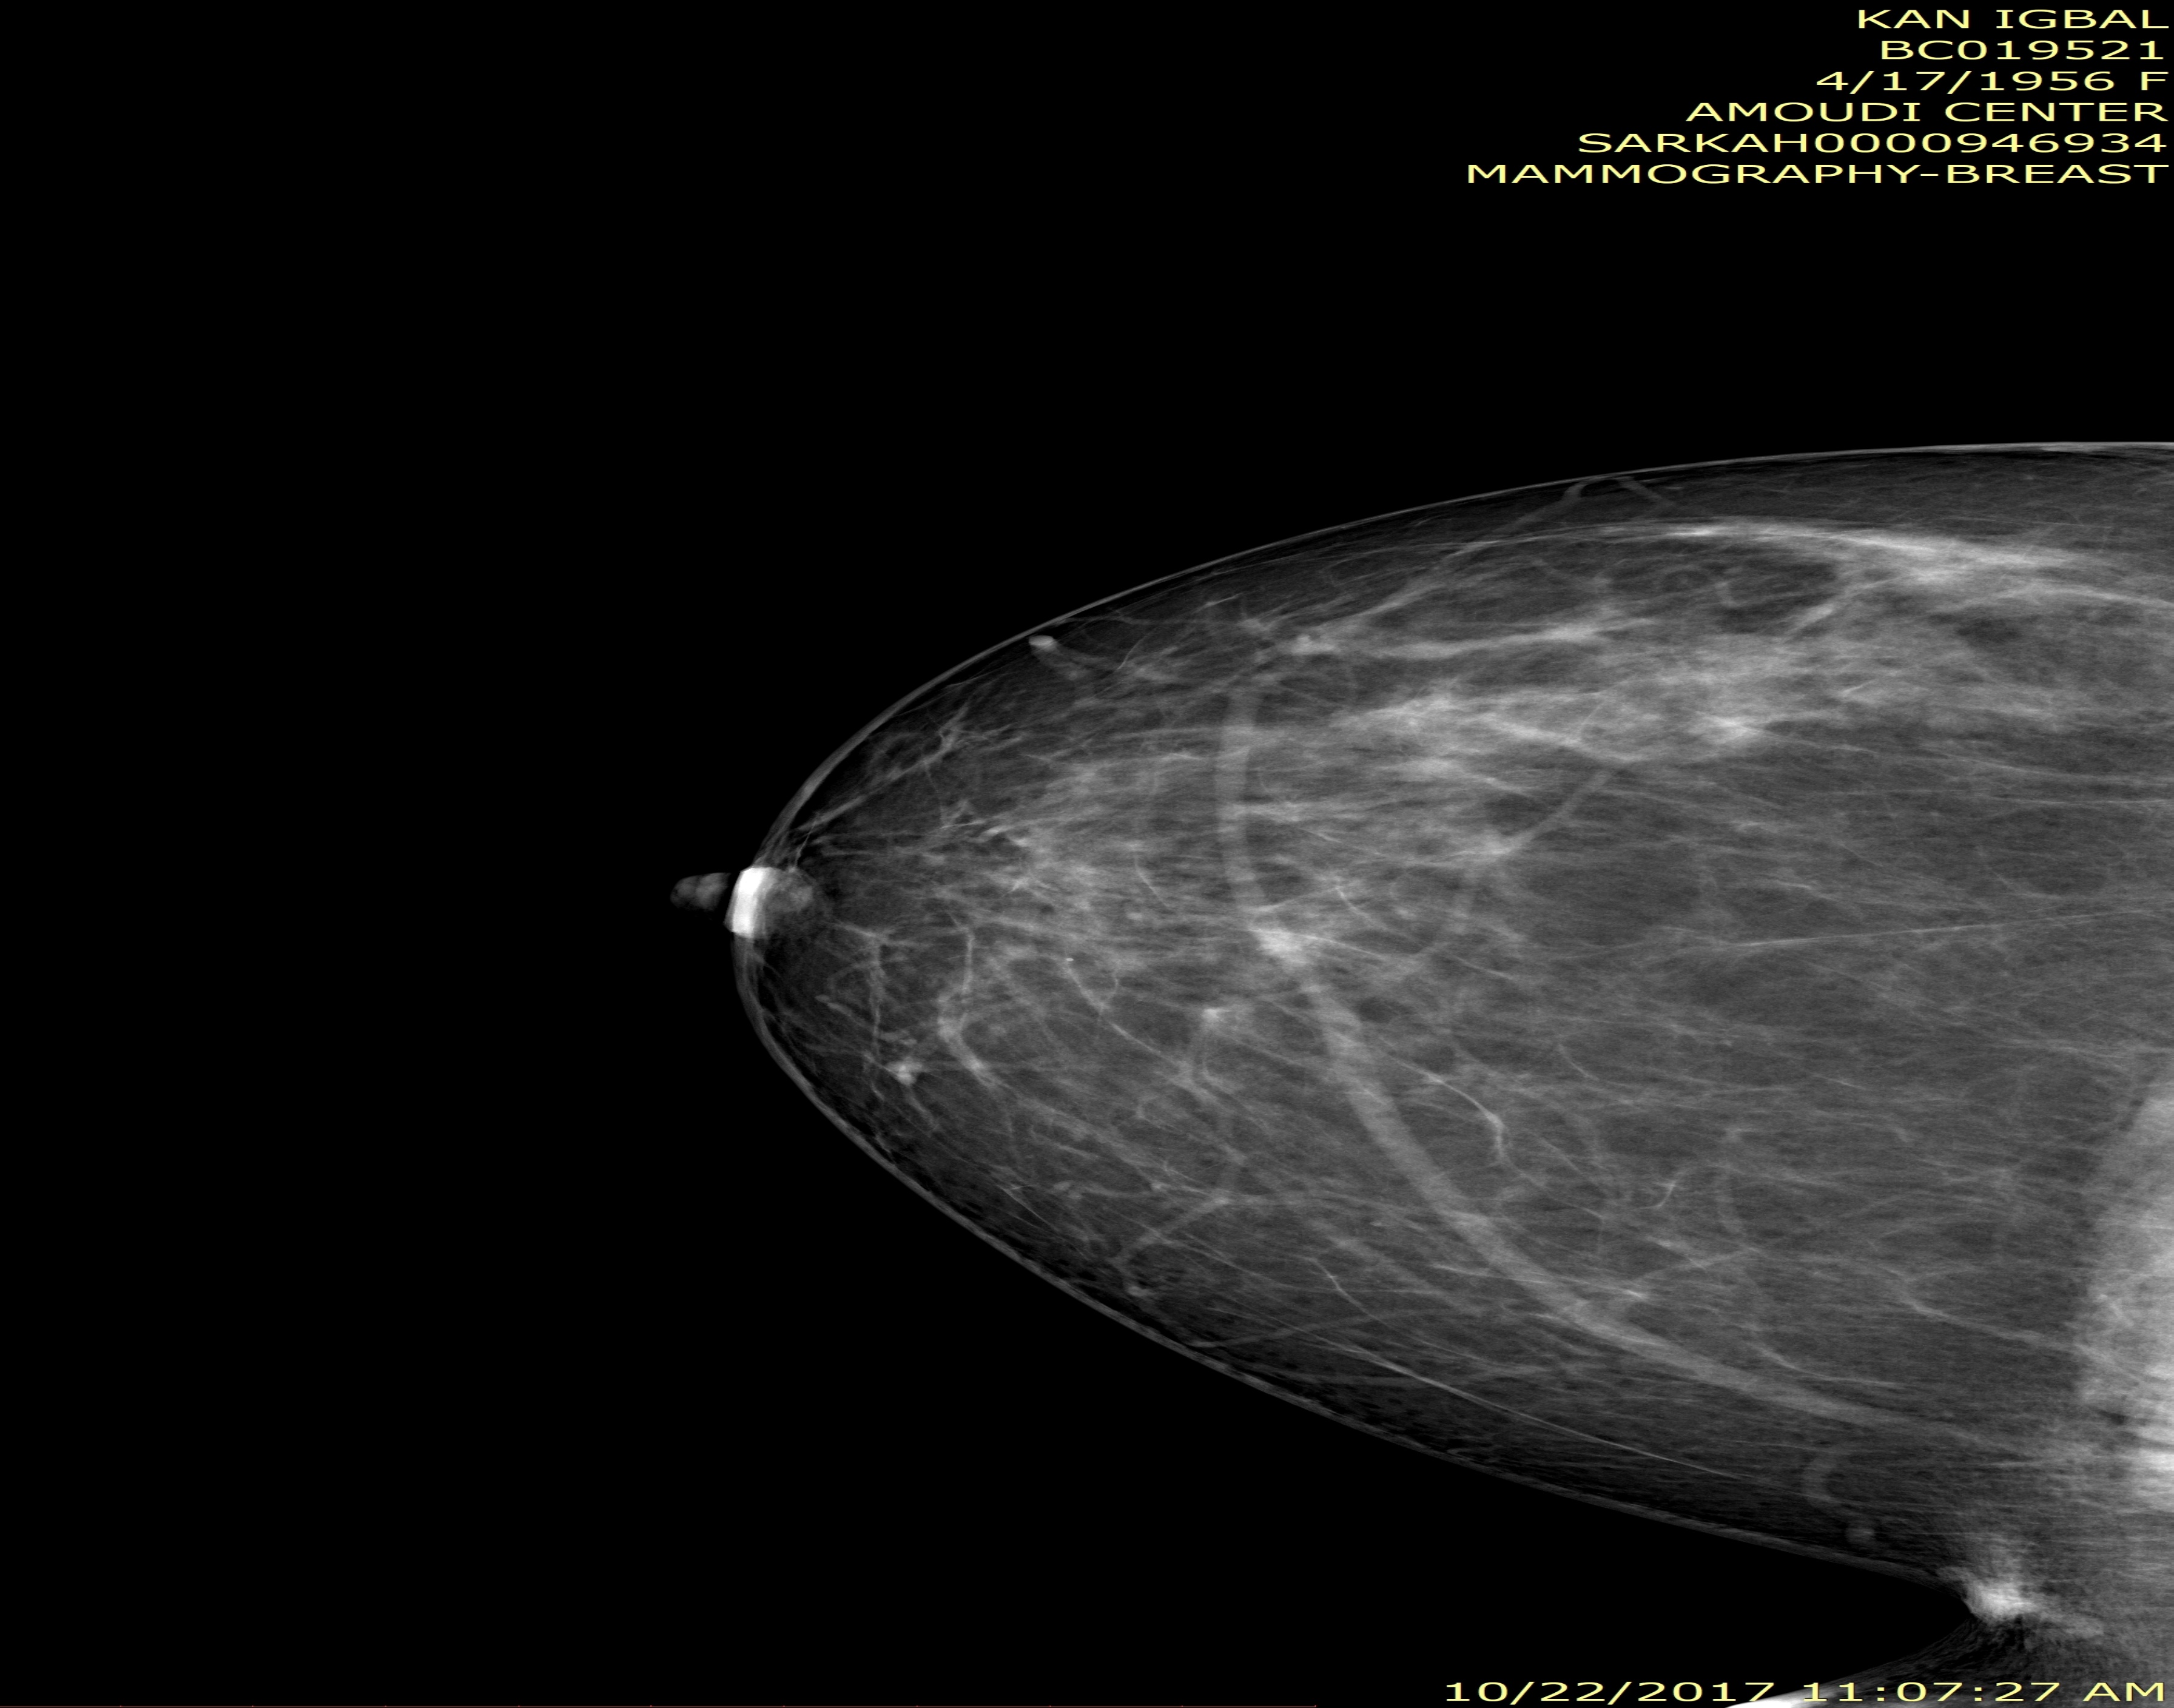 KAN IGBAL
BC019521
4/17/1956 F
AMOUDI CENTER
SARKAH0000946934
MAMMOGRAPHY-BREAST
10/22/2017 11:07:27 AM